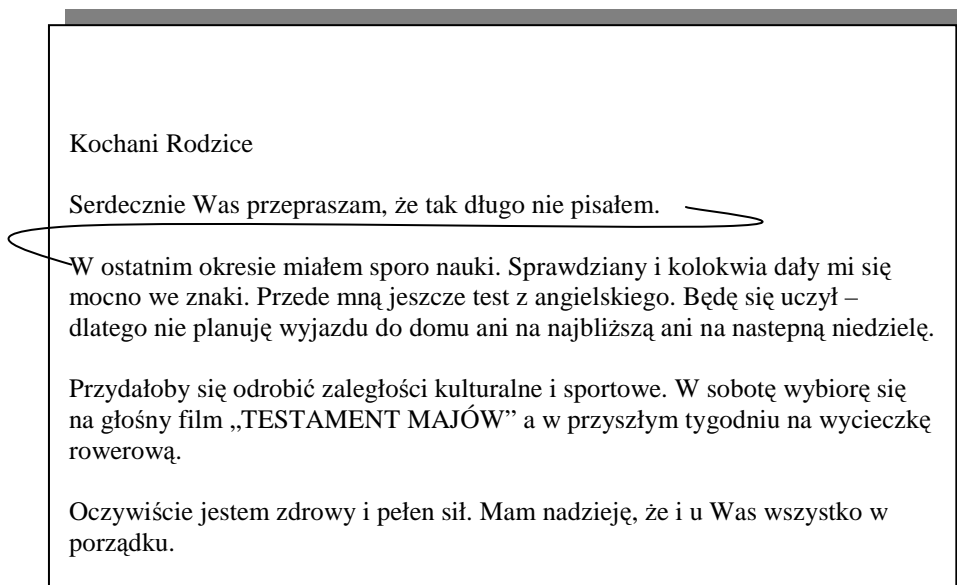 Kochani Rodzice
Serdecznie Was przepraszam, że tak długo nie pisałem.
W ostatnim okresie miałem sporo nauki. Sprawdziany i kolokwia dały mi się
mocno we znaki. Przede mną jeszcze test z angielskiego. Będę się uczył –
dlatego nie planuję wyjazdu do domu ani na najbliższą ani na nastepną niedzielę.
Przydałoby się odrobić zaległości kulturalne i sportowe. W sobotę wybiorę się
na głośny film „TESTAMENT MAJÓW” a w przyszłym tygodniu na wycieczkę
rowerową.
Oczywiście jestem zdrowy i pełen sił. Mam nadzieję, że i u Was wszystko w
porządku.